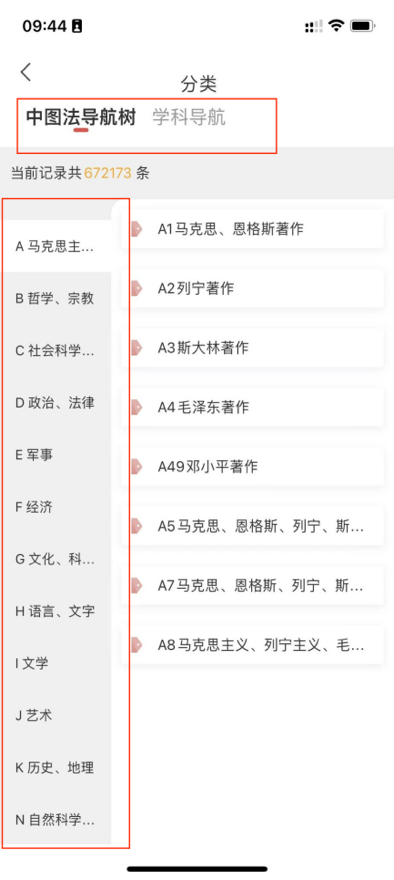 09:44
分类
中图法导航树 学科导航
当前记录共672173 条
A 马克思主...
B 哲学、宗教
C 社会科学...
D 政治、法律
E 军事
F 经济
G 文化、科...
H 语言、文字
I 文学
J 艺术
K 历史、地理
N 自然科学...
A1马克思、恩格斯著作
A2列宁著作
A3斯大林著作
A4毛泽东著作
A49邓小平著作
A5马克思、恩格斯、列宁、斯...
A7马克思、恩格斯、列宁、斯...
A8马克思主义、列宁主义、毛...